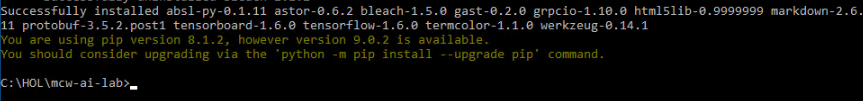 Successfully installed absl-py-0.1.11 astor-0.6.2 bleach-1.5.0 gast-0.2.0 grpcio-1.10.0 html5lib-0.9999999 markdown-2.6.
11 protobuf-3.5.2.post1 tensorboard-1.6.0 tensorflow-1.6.0 termcolor-1.1.0 werkzeug-0.14.1
You are using pip version 8.1.2, however version 9.0.2 is available.
You should consider upgrading via the 'python -m pip install --upgrade pip' command.
C:\HOL\mcw-ai-lab>